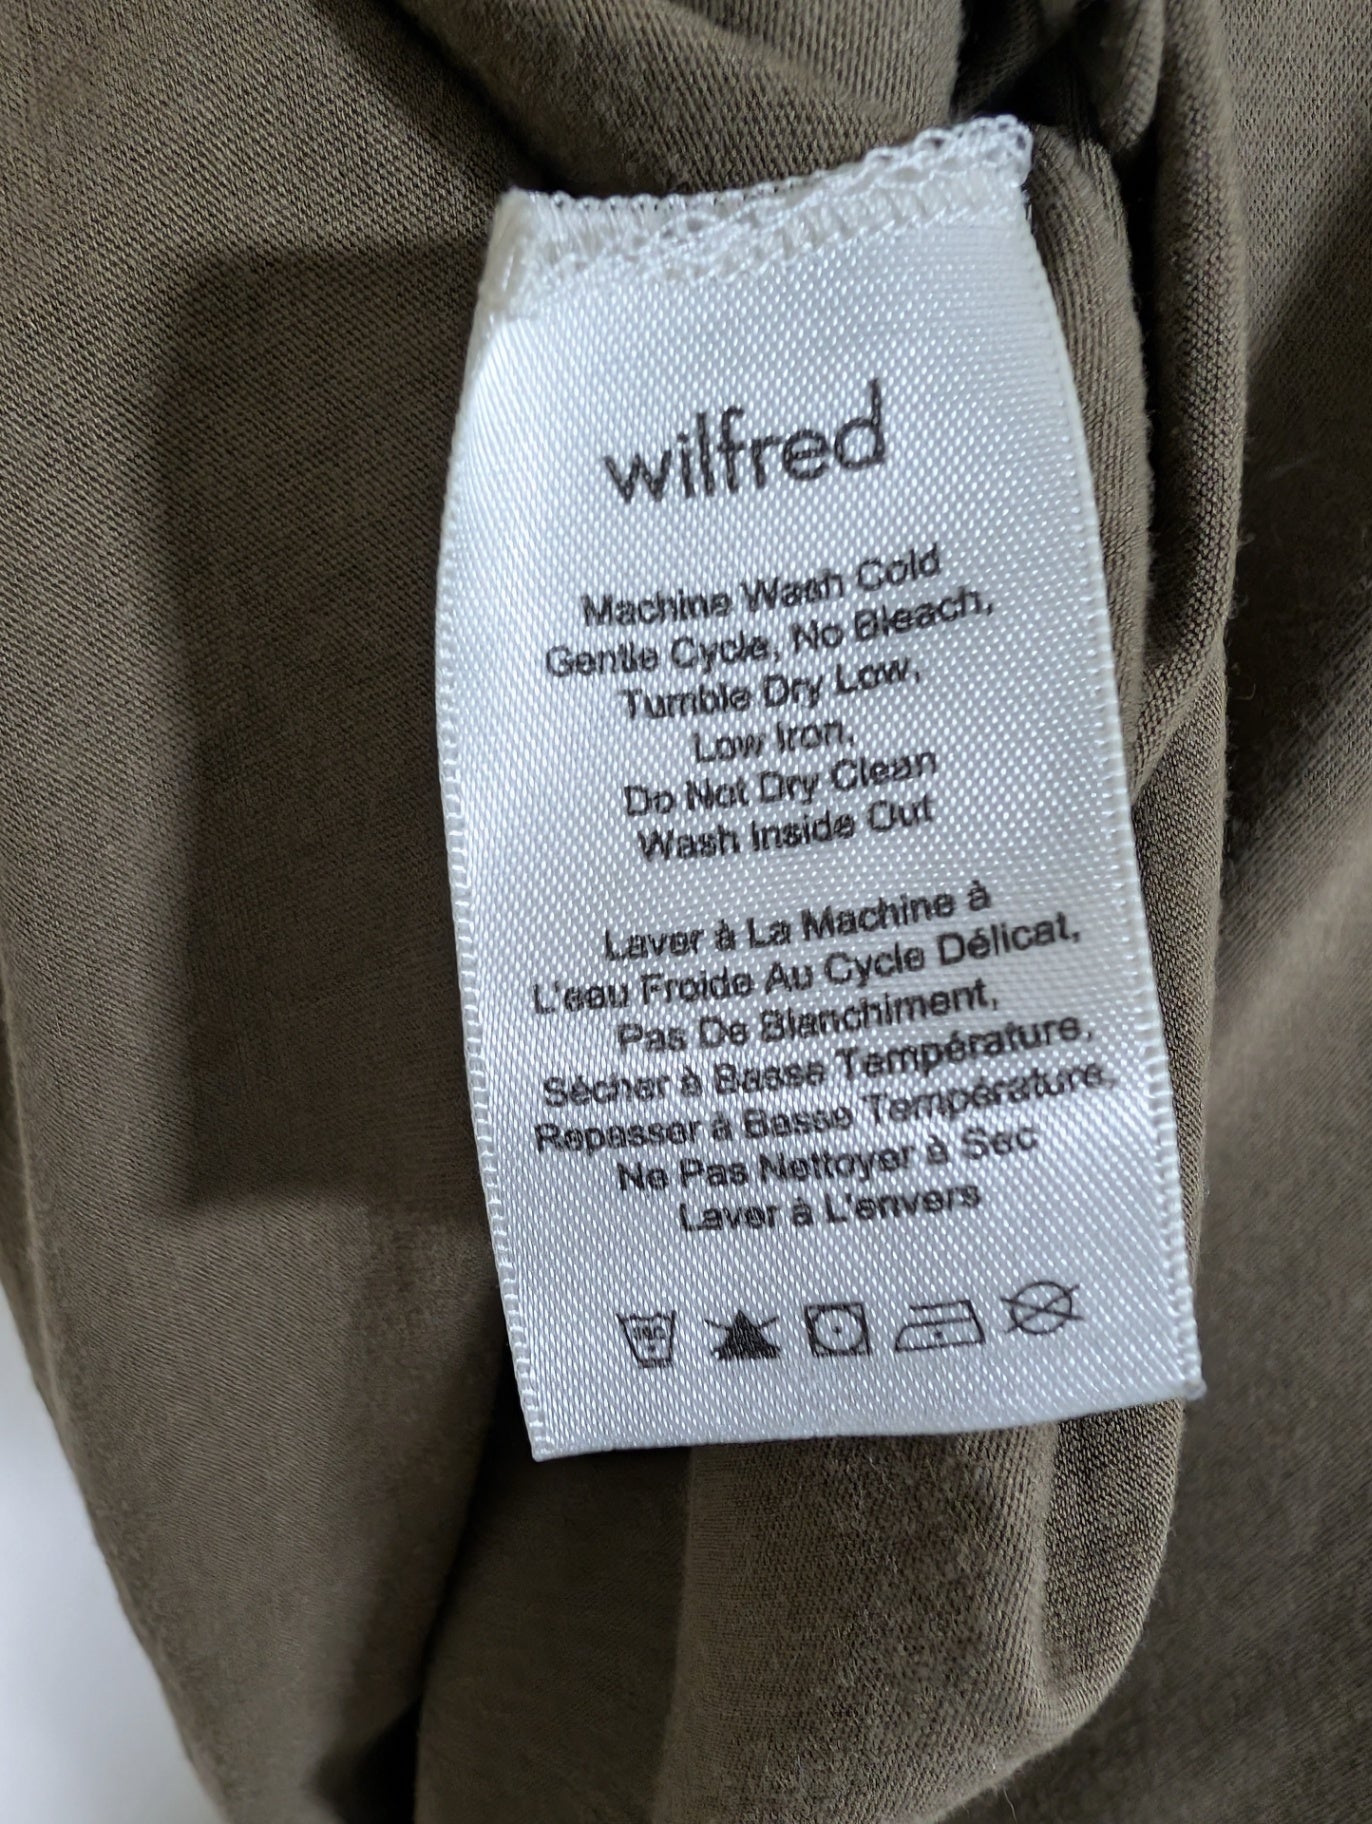 wilfred
Machine Wash Cold
Gentle Cycle, No Bleach,
Tumble Dry Low,
Low Iron,
Do Not Dry Clean
Wash Inside Out
Laver à La Machine à
L'eau Froide Au Cycle Délicat,
Pas De Blanchiment,
Sécher à Basse Température,
Repasser à Basse Température,
Ne Pas Nettoyer à Sec
Laver à L'envers